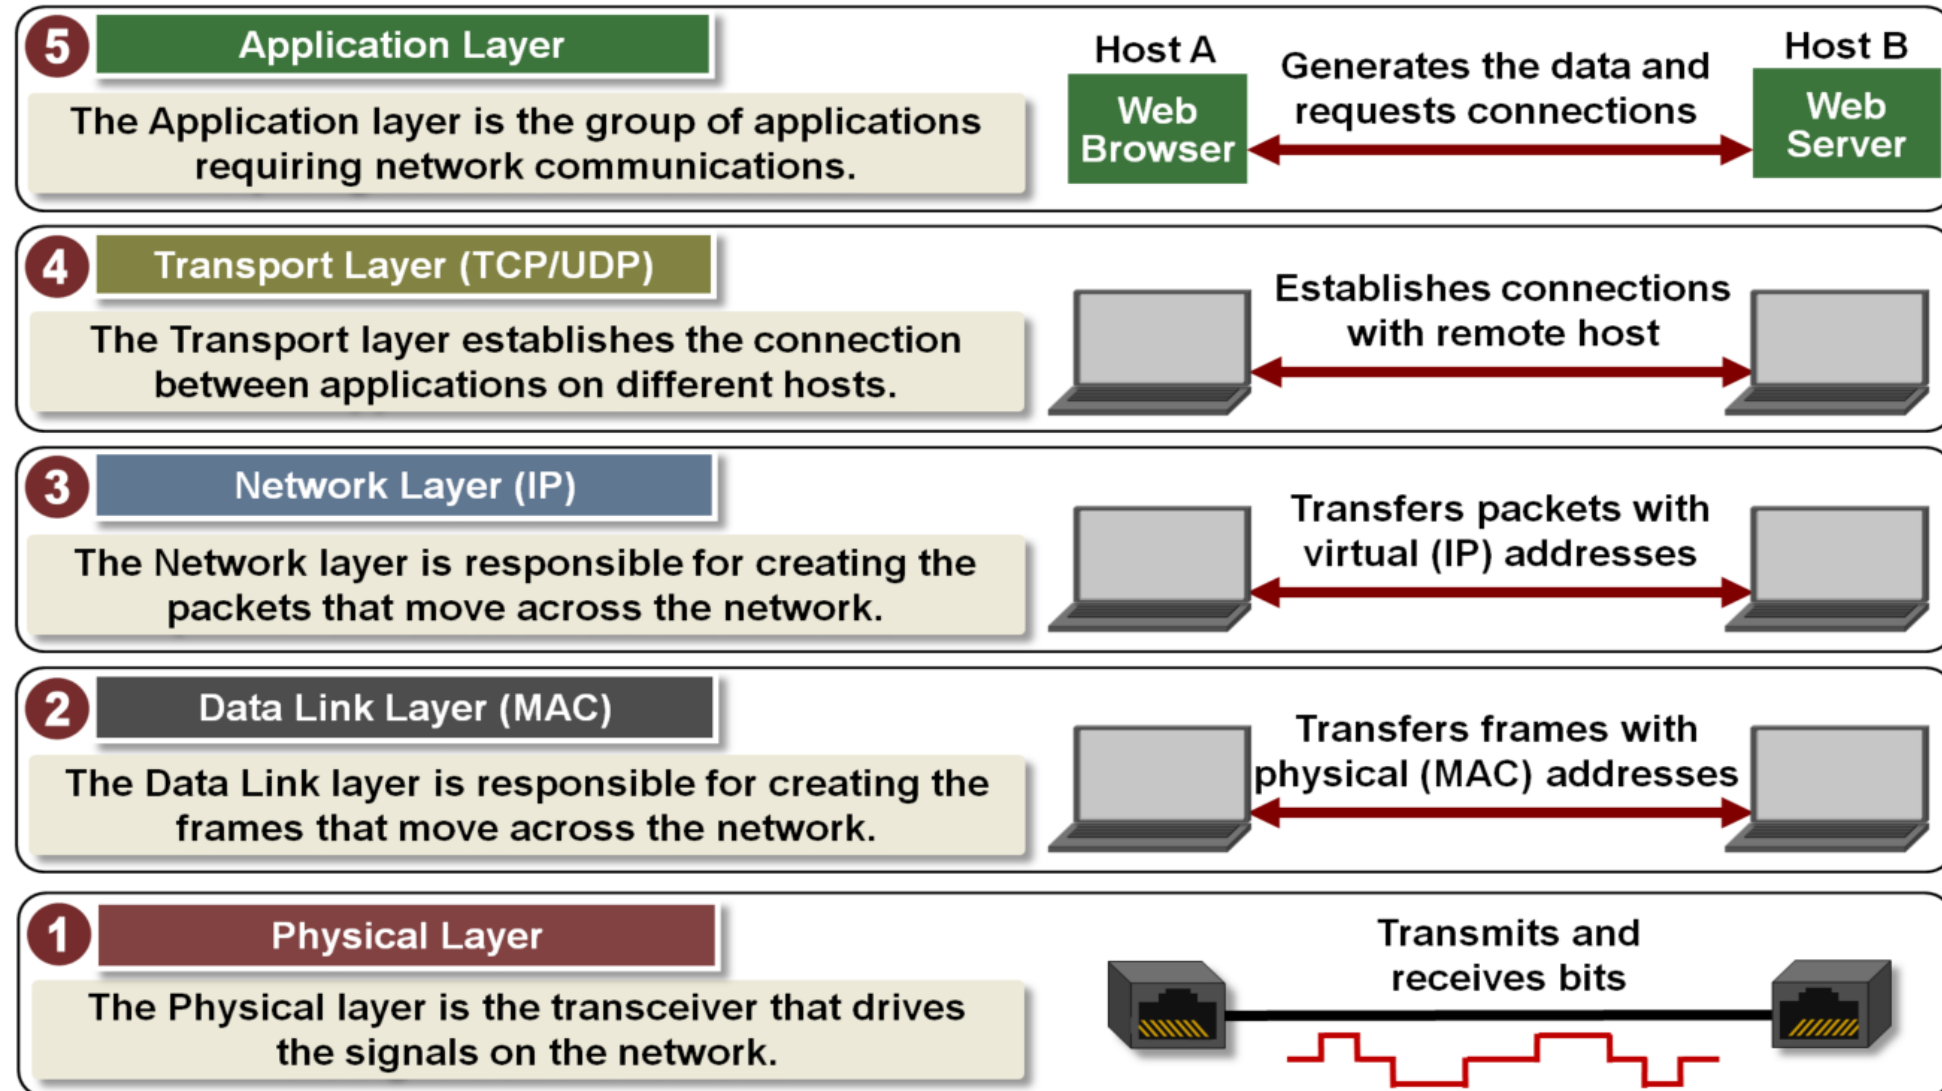 5
Application Layer
The Application layer is the group of applications
requiring network communications.
Host A
Web
Browser
Generates the data and
requests connections
Host B
Web
Server
4
Transport Layer (TCP/UDP)
The Transport layer establishes the connection
between applications on different hosts.
Establishes connections
with remote host
3
Network Layer (IP)
The Network layer is responsible for creating the
packets that move across the network.
Transfers packets with
virtual (IP) addresses
2
Data Link Layer (MAC)
The Data Link layer is responsible for creating the
frames that move across the network.
Transfers frames with
physical (MAC) addresses
1
Physical Layer
The Physical layer is the transceiver that drives
the signals on the network.
Transmits and
receives bits